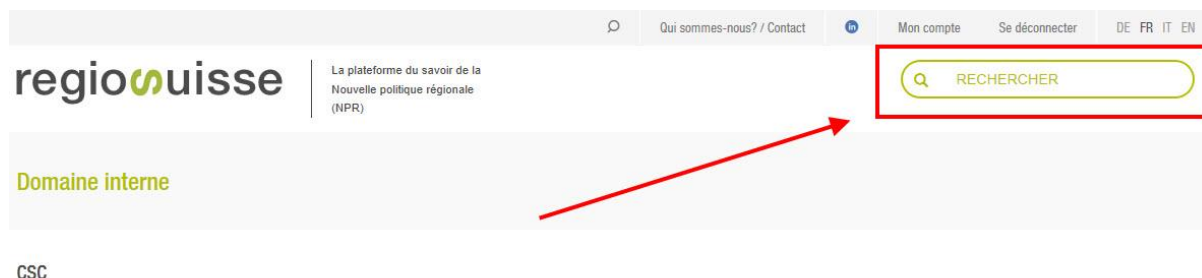 Qui sommes-nous? / Contact
Mon compte
Se déconnecter
DE FR IT EN
regiosuisse
La plateforme du savoir de la
Nouvelle politique régionale
(NPR)
RECHERCHER
Domaine interne
CSC